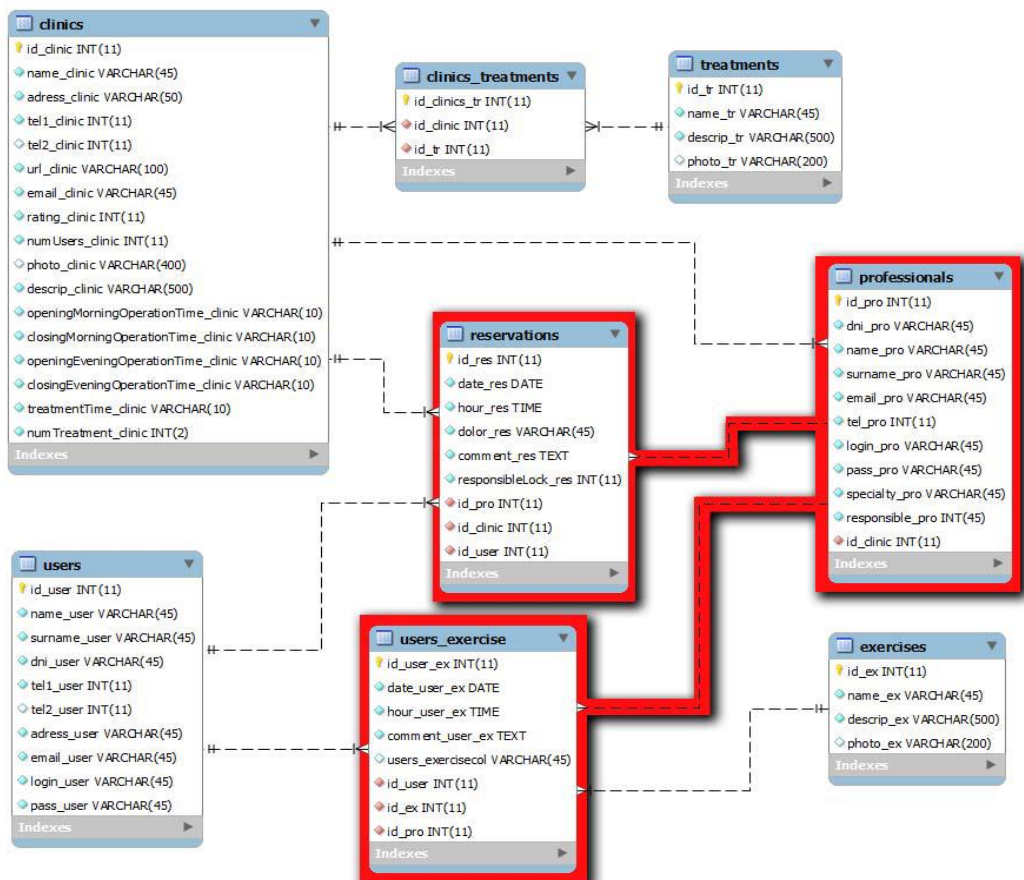 clinics
id_clinic INT(11)
name_clinic VARCHAR(45)
adress_clinic VARCHAR(50)
tel1_clinic INT(11)
tel2_clinic INT(11)
url_clinic VARCHAR(100)
email_clinic VARCHAR(45)
rating_clinic INT(11)
numUsers_clinic INT(11)
photo_clinic VARCHAR(400)
descrip_clinic VARCHAR(500)
openingMorningOperationTime_clinic VARCHAR(10)
closingMorningOperationTime_clinic VARCHAR(10)
openingEveningOperationTime_clinic VARCHAR(10)
closingEveningOperationTime_clinic VARCHAR(10)
treatmentTime_clinic VARCHAR(10)
numTreatment_clinic INT(2)
Indexes
clinics_treatments
id_clinics_tr INT(11)
id_clinic INT(11)
id_tr INT(11)
Indexes
treatments
id_tr INT(11)
name_tr VARCHAR(45)
descrip_tr VARCHAR(500)
photo_tr VARCHAR(200)
Indexes
professionals
id_pro INT(11)
dni_pro VARCHAR(45)
name_pro VARCHAR(45)
surname_pro VARCHAR(45)
email_pro VARCHAR(45)
tel_pro INT(11)
login_pro VARCHAR(45)
pass_pro VARCHAR(45)
specialty_pro VARCHAR(45)
responsible_pro INT(45)
id_clinic INT(11)
Indexes
reservations
id_res INT(11)
date_res DATE
hour_res TIME
dolor_res VARCHAR(45)
comment_res TEXT
responsibleLock_res INT(11)
id_pro INT(11)
id_clinic INT(11)
id_user INT(11)
Indexes
users
id_user INT(11)
name_user VARCHAR(45)
surname_user VARCHAR(45)
dni_user VARCHAR(45)
tel1_user INT(11)
tel2_user INT(11)
adress_user VARCHAR(45)
email_user VARCHAR(45)
login_user VARCHAR(45)
pass_user VARCHAR(45)
Indexes
users_exercise
id_user_ex INT(11)
date_user_ex DATE
hour_user_ex TIME
comment_user_ex TEXT
users_exercisecol VARCHAR(45)
id_user INT(11)
id_ex INT(11)
id_pro INT(11)
Indexes
exercises
id_ex INT(11)
name_ex VARCHAR(45)
descrip_ex VARCHAR(500)
photo_ex VARCHAR(200)
Indexes